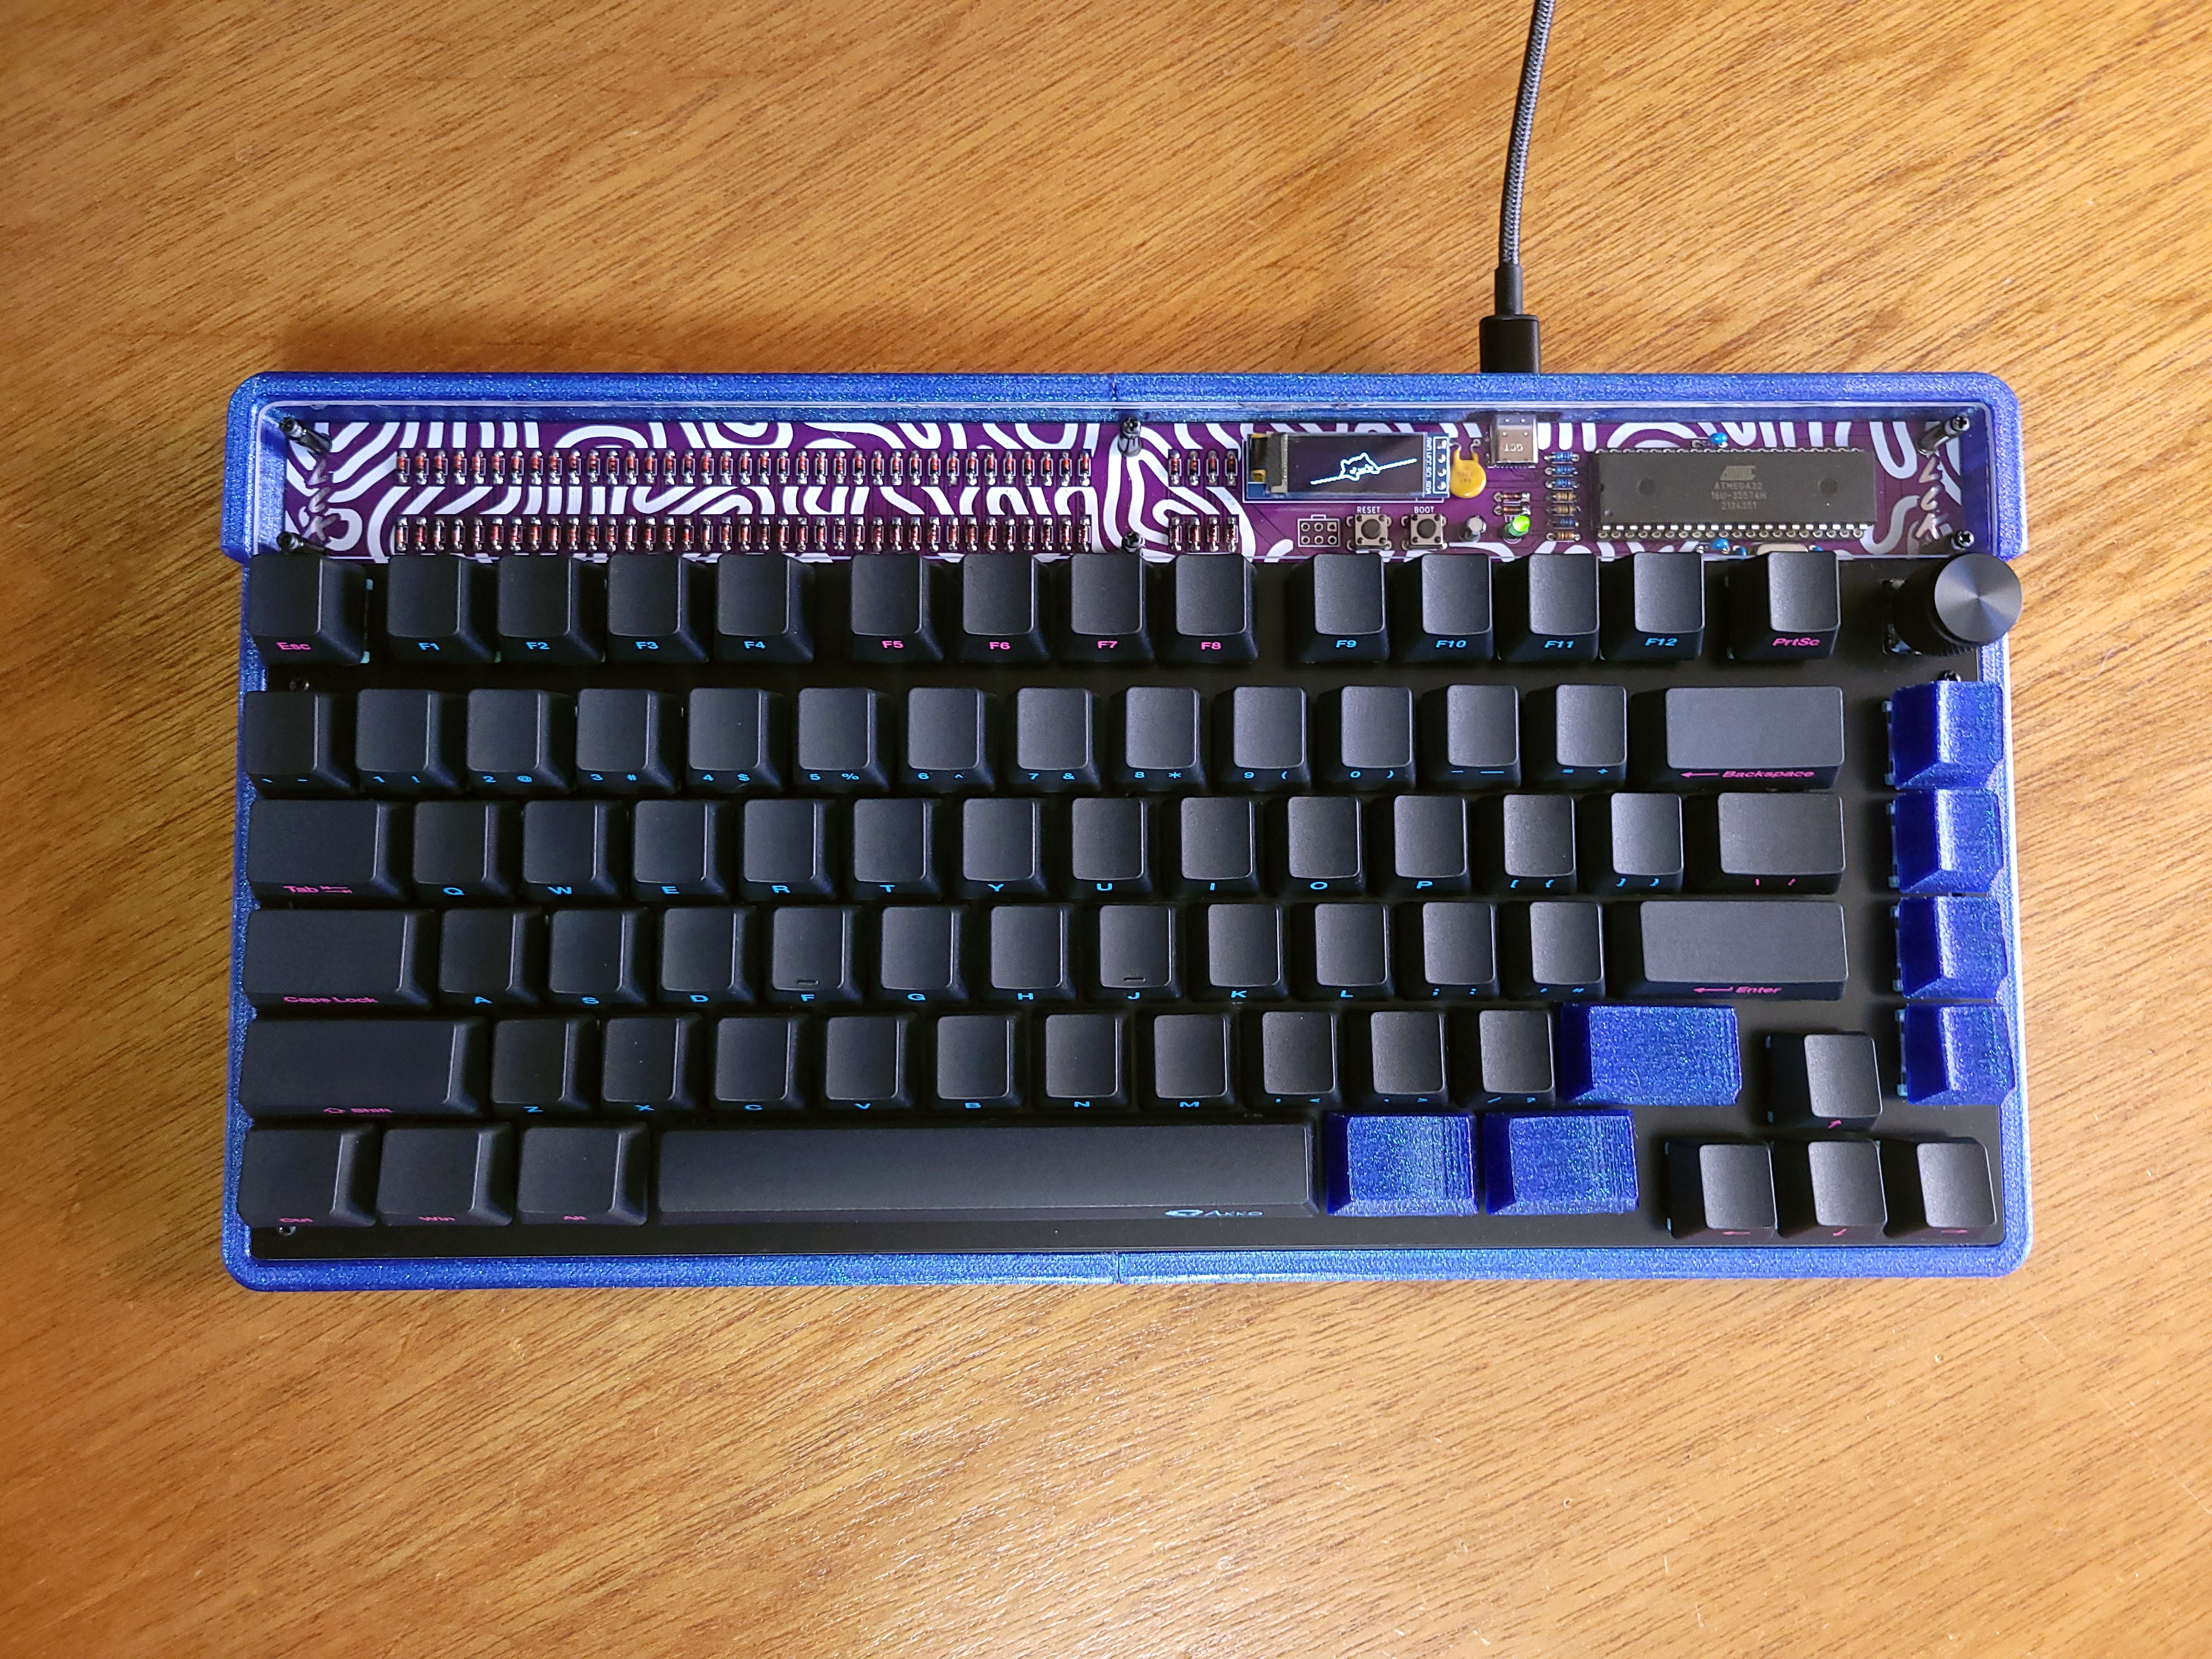 RESET BOOT
QCT
ATMEGA32
16U-35574H
2134351
Esc F1 F2 F3 F4 F5 F6 F7 F8 F9 F10 F11 F12 PrtSc
1 ! 2 @ 3 # 4 $ 5 % 6 ^ 7 & 8 * 9 ( 0 ) - — = + ← Backspace
Tab Q W E R T Y U I O P [ { ] } \ ¦
Caps Lock A S D F G H J K L ; : ' " ← Enter
Shift Z X C V B N M , < . > / ?
Ctrl Win Alt AKKO